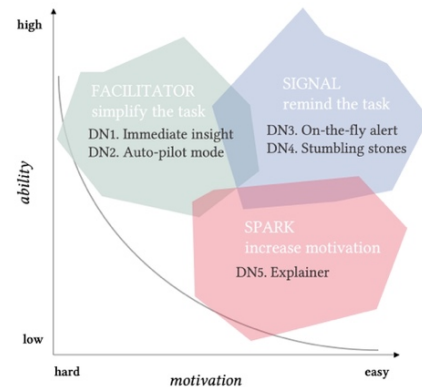 high
FACILITATOR
simplify the task
DN1. Immediate insight
DN2. Auto-pilot mode
SIGNAL
remind the task
DN3. On-the-fly alert
DN4. Stumbling stones
ability
SPARK
increase motivation
DN5. Explainer
low
hard
easy
motivation